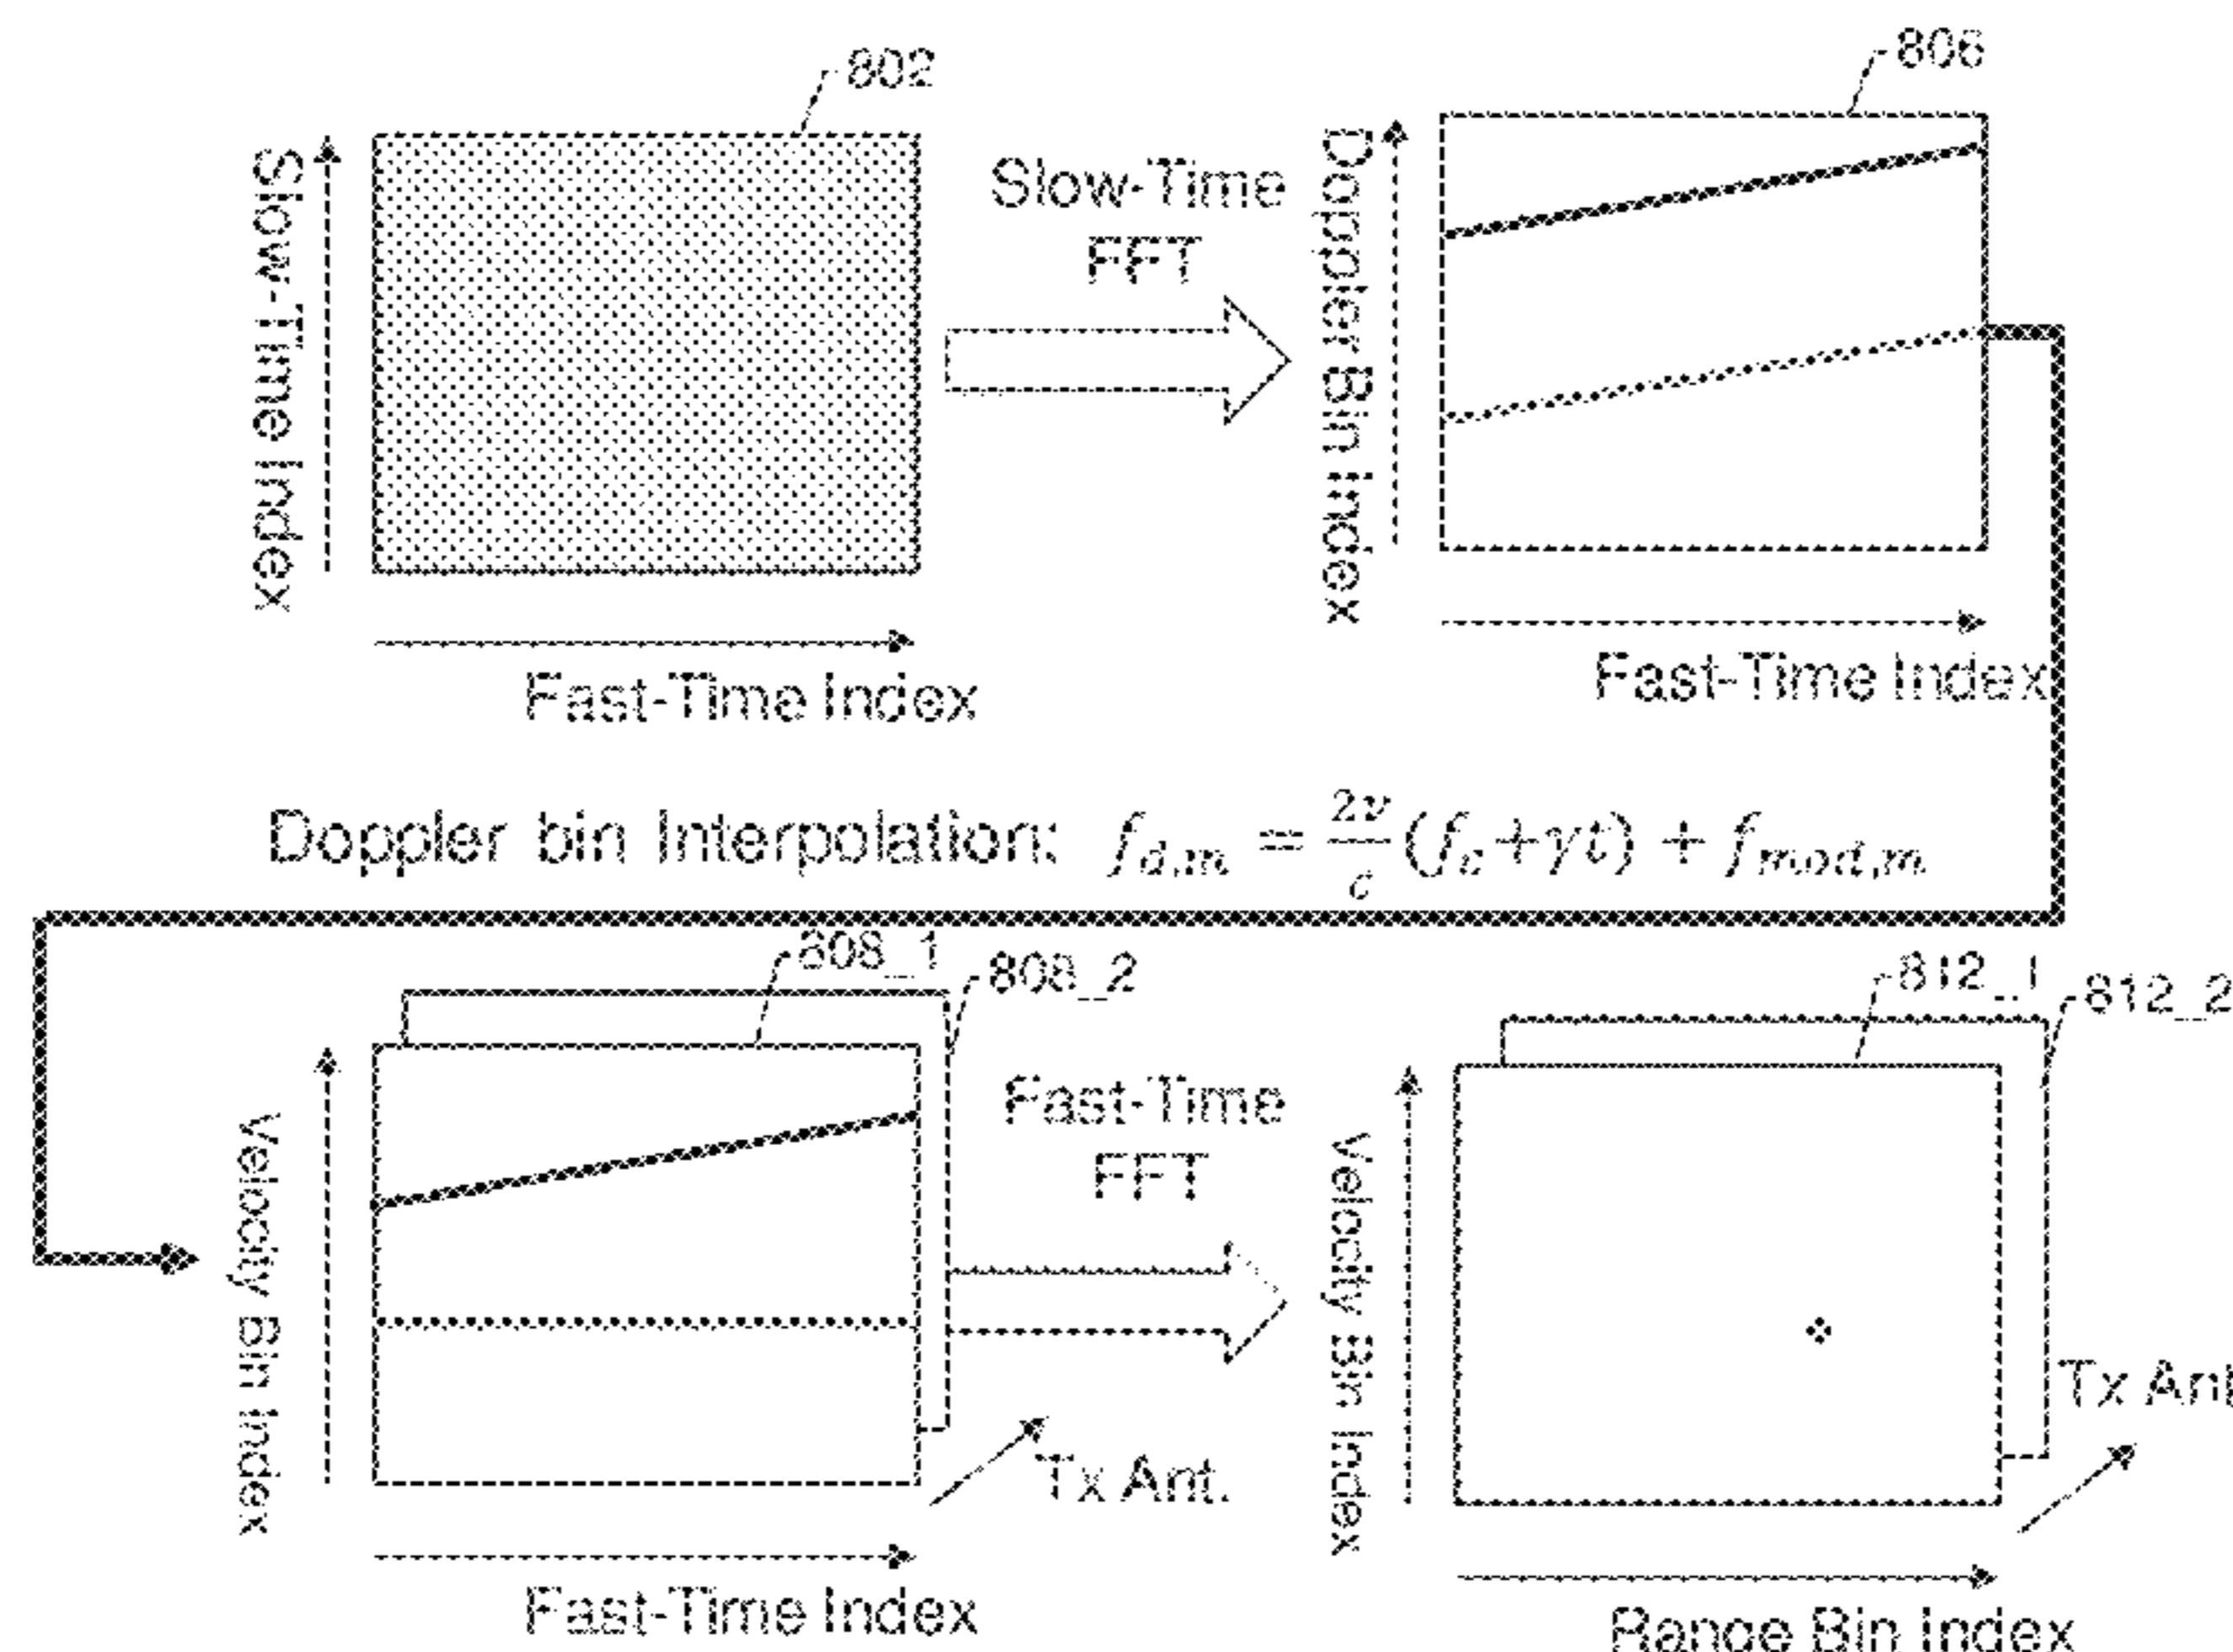 802
806
Slow-Time Index
Slow-Time
FFT
Doppler Bin Index
Fast-Time Index
Fast-Time Index
Doppler bin Interpolation: f_{d,m} = \frac{2v}{c}(f_c+γt) + f_{mod,m}
808_1
808_2
812_1
812_2
Velocity Bin Index
Fast-Time
FFT
Velocity Bin Index
Tx Ant.
Tx Ant
Fast-Time Index
Range Bin Index